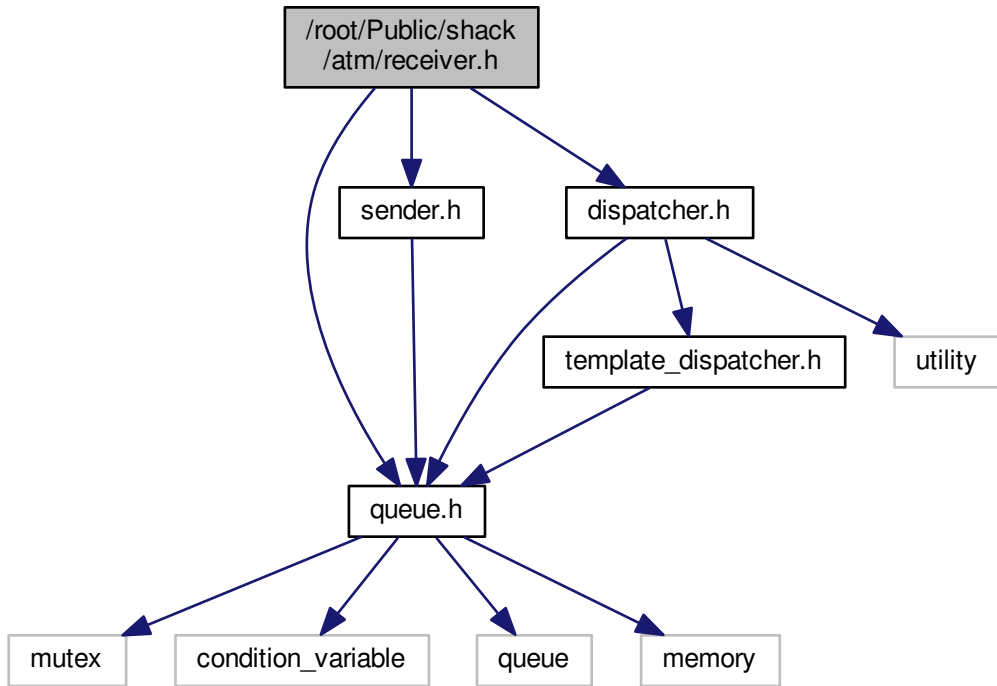 /root/Public/shack
/atm/receiver.h
sender.h
dispatcher.h
template_dispatcher.h
utility
queue.h
mutex
condition_variable
queue
memory